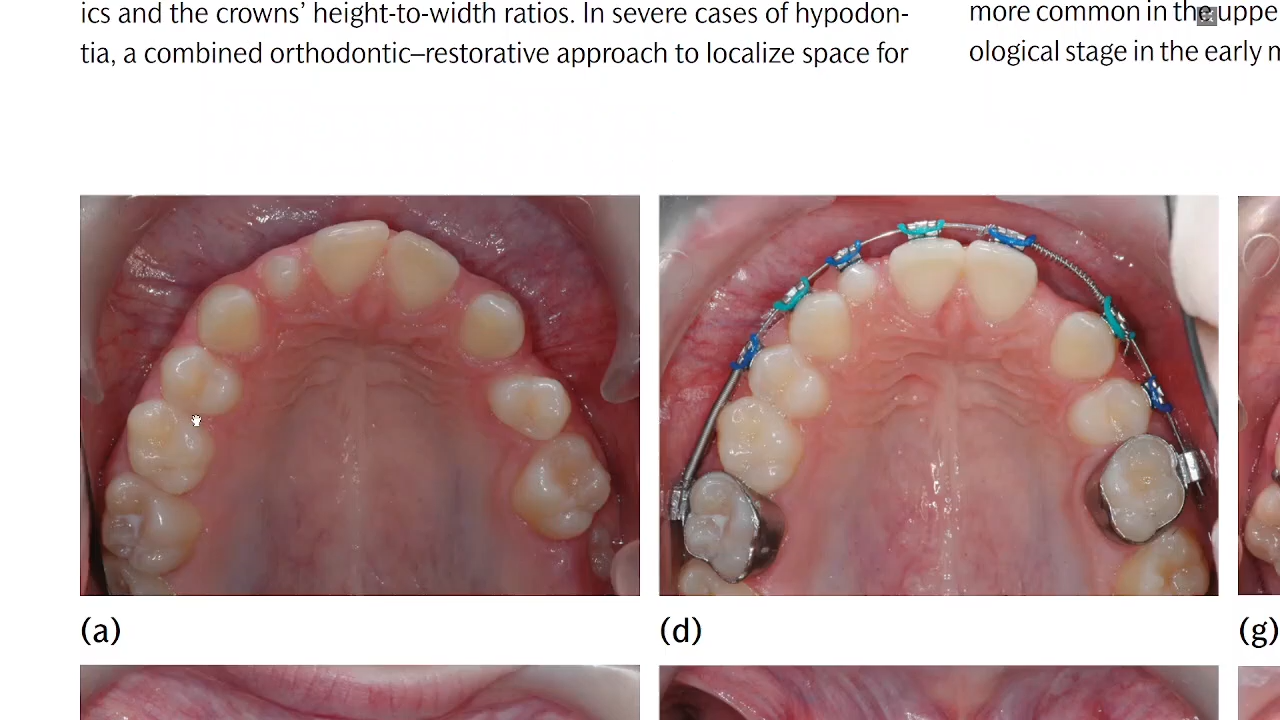 ics and the crowns’ height-to-width ratios. In severe cases of hypodon-
tia, a combined orthodontic–restorative approach to localize space for
more common in the uppe
ological stage in the early
(a)
(d)
(g)